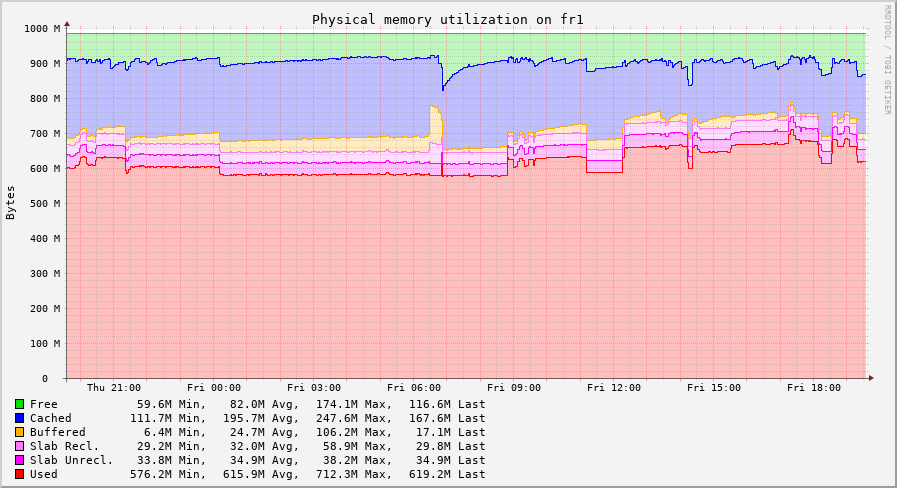 Physical memory utilization on fr1
RRDTOOL / TOBI OETIKER
Bytes
1000 M
900 M
800 M
700 M
600 M
500 M
400 M
300 M
200 M
100 M
0
Thu 21:00 Fri 00:00 Fri 03:00 Fri 06:00 Fri 09:00 Fri 12:00 Fri 15:00 Fri 18:00
Free 59.6M Min, 82.0M Avg, 174.1M Max, 116.6M Last
Cached 111.7M Min, 195.7M Avg, 247.6M Max, 167.6M Last
Buffered 6.4M Min, 24.7M Avg, 106.2M Max, 17.1M Last
Slab Recl. 29.2M Min, 32.0M Avg, 58.9M Max, 29.8M Last
Slab Unrecl. 33.8M Min, 34.9M Avg, 38.2M Max, 34.9M Last
Used 576.2M Min, 615.9M Avg, 712.3M Max, 619.2M Last